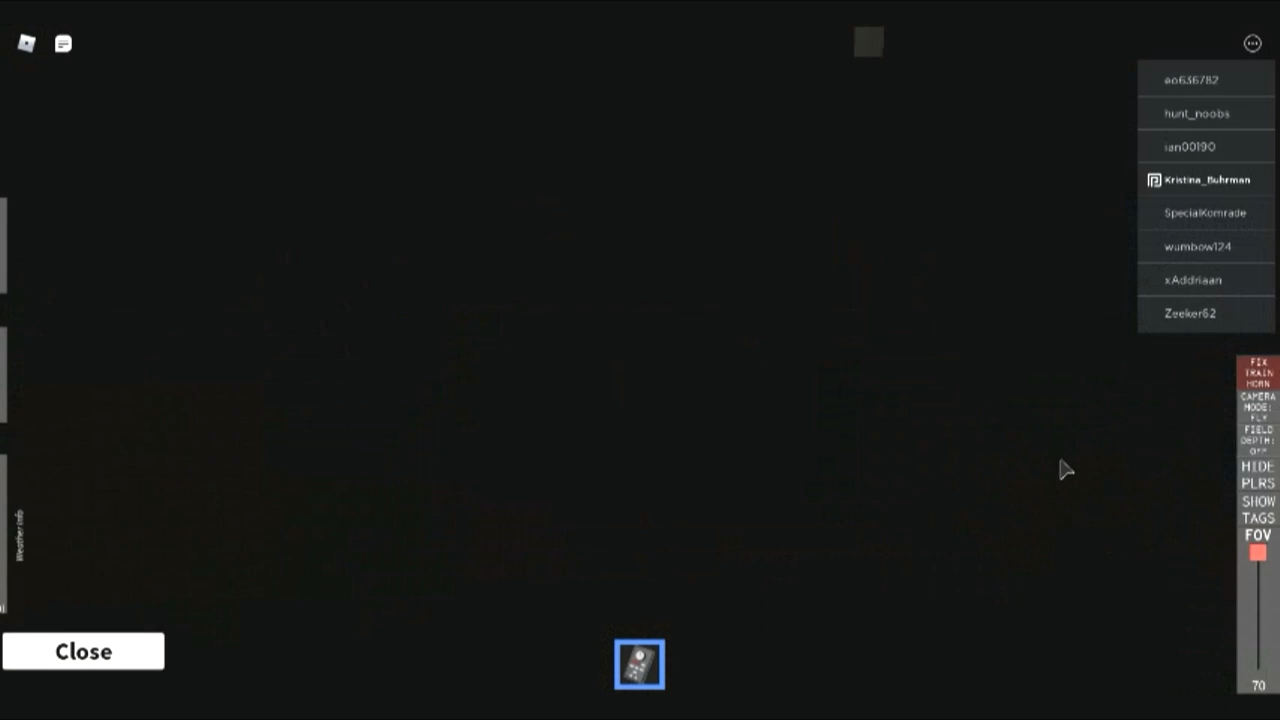 eo636782
hunt_noobs
ian00190
Kristina_Buhrman
SpecialKomrade
wumbow124
xAddriaan
Zeeker62
FIX
TRAIN
HORN
CAMERA
MODE:
FLY
FIELD
DEPTH:
OFF
HIDE
PLRS
SHOW
TAGS
FOV
70
Weather Info
Close